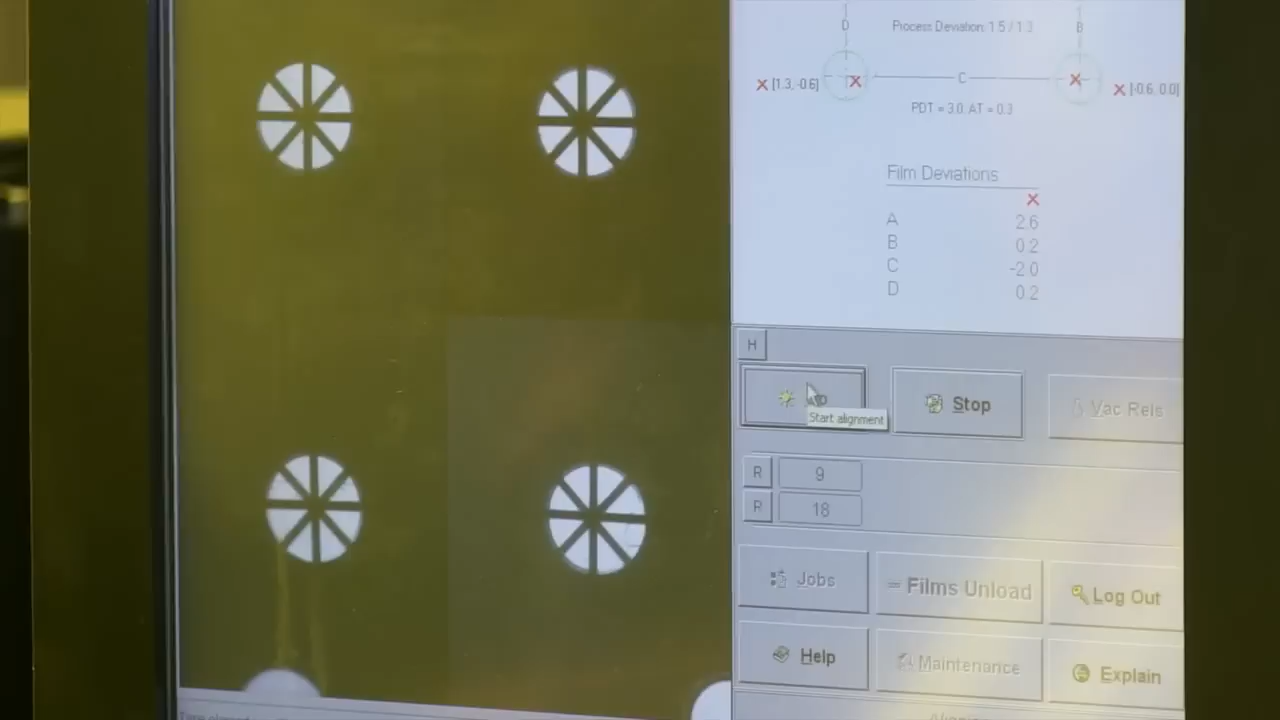 D Process Deviation: 1.5 / 1.3 B
[1.3, -0.6] C [-0.6, 0.0]
PDT = 3.0, AT = 0.3
Film Deviations
A 2.6
B 0.2
C -2.0
D 0.2
H
Stop Vac Rels
Start alignment
R 9
R 18
Jobs Films Unload Log Out
Help Maintenance Explain